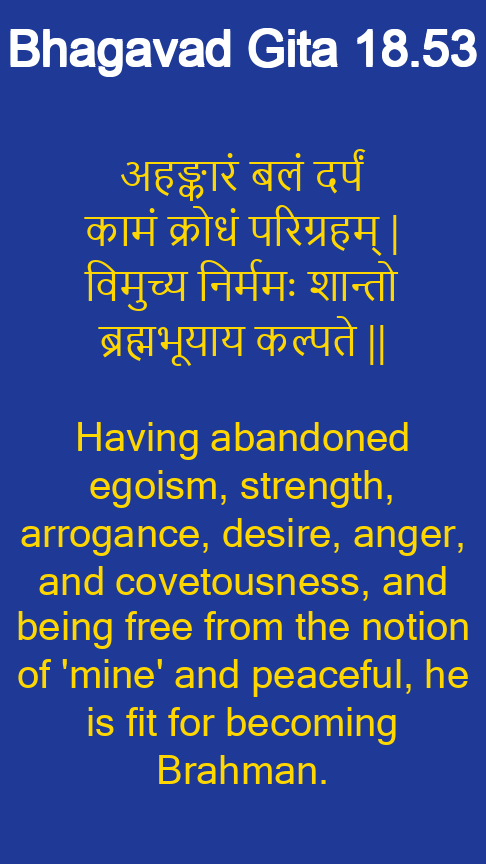 Bhagavad Gita 18.53
अहङ्कारं बलं दर्पं
कामं क्रोधं परिग्रहम् |
विमुच्य निर्ममः शान्तो
ब्रह्मभूयाय कल्पते ||
Having abandoned
egoism, strength,
arrogance, desire, anger,
and covetousness, and
being free from the notion
of 'mine' and peaceful, he
is fit for becoming
Brahman.